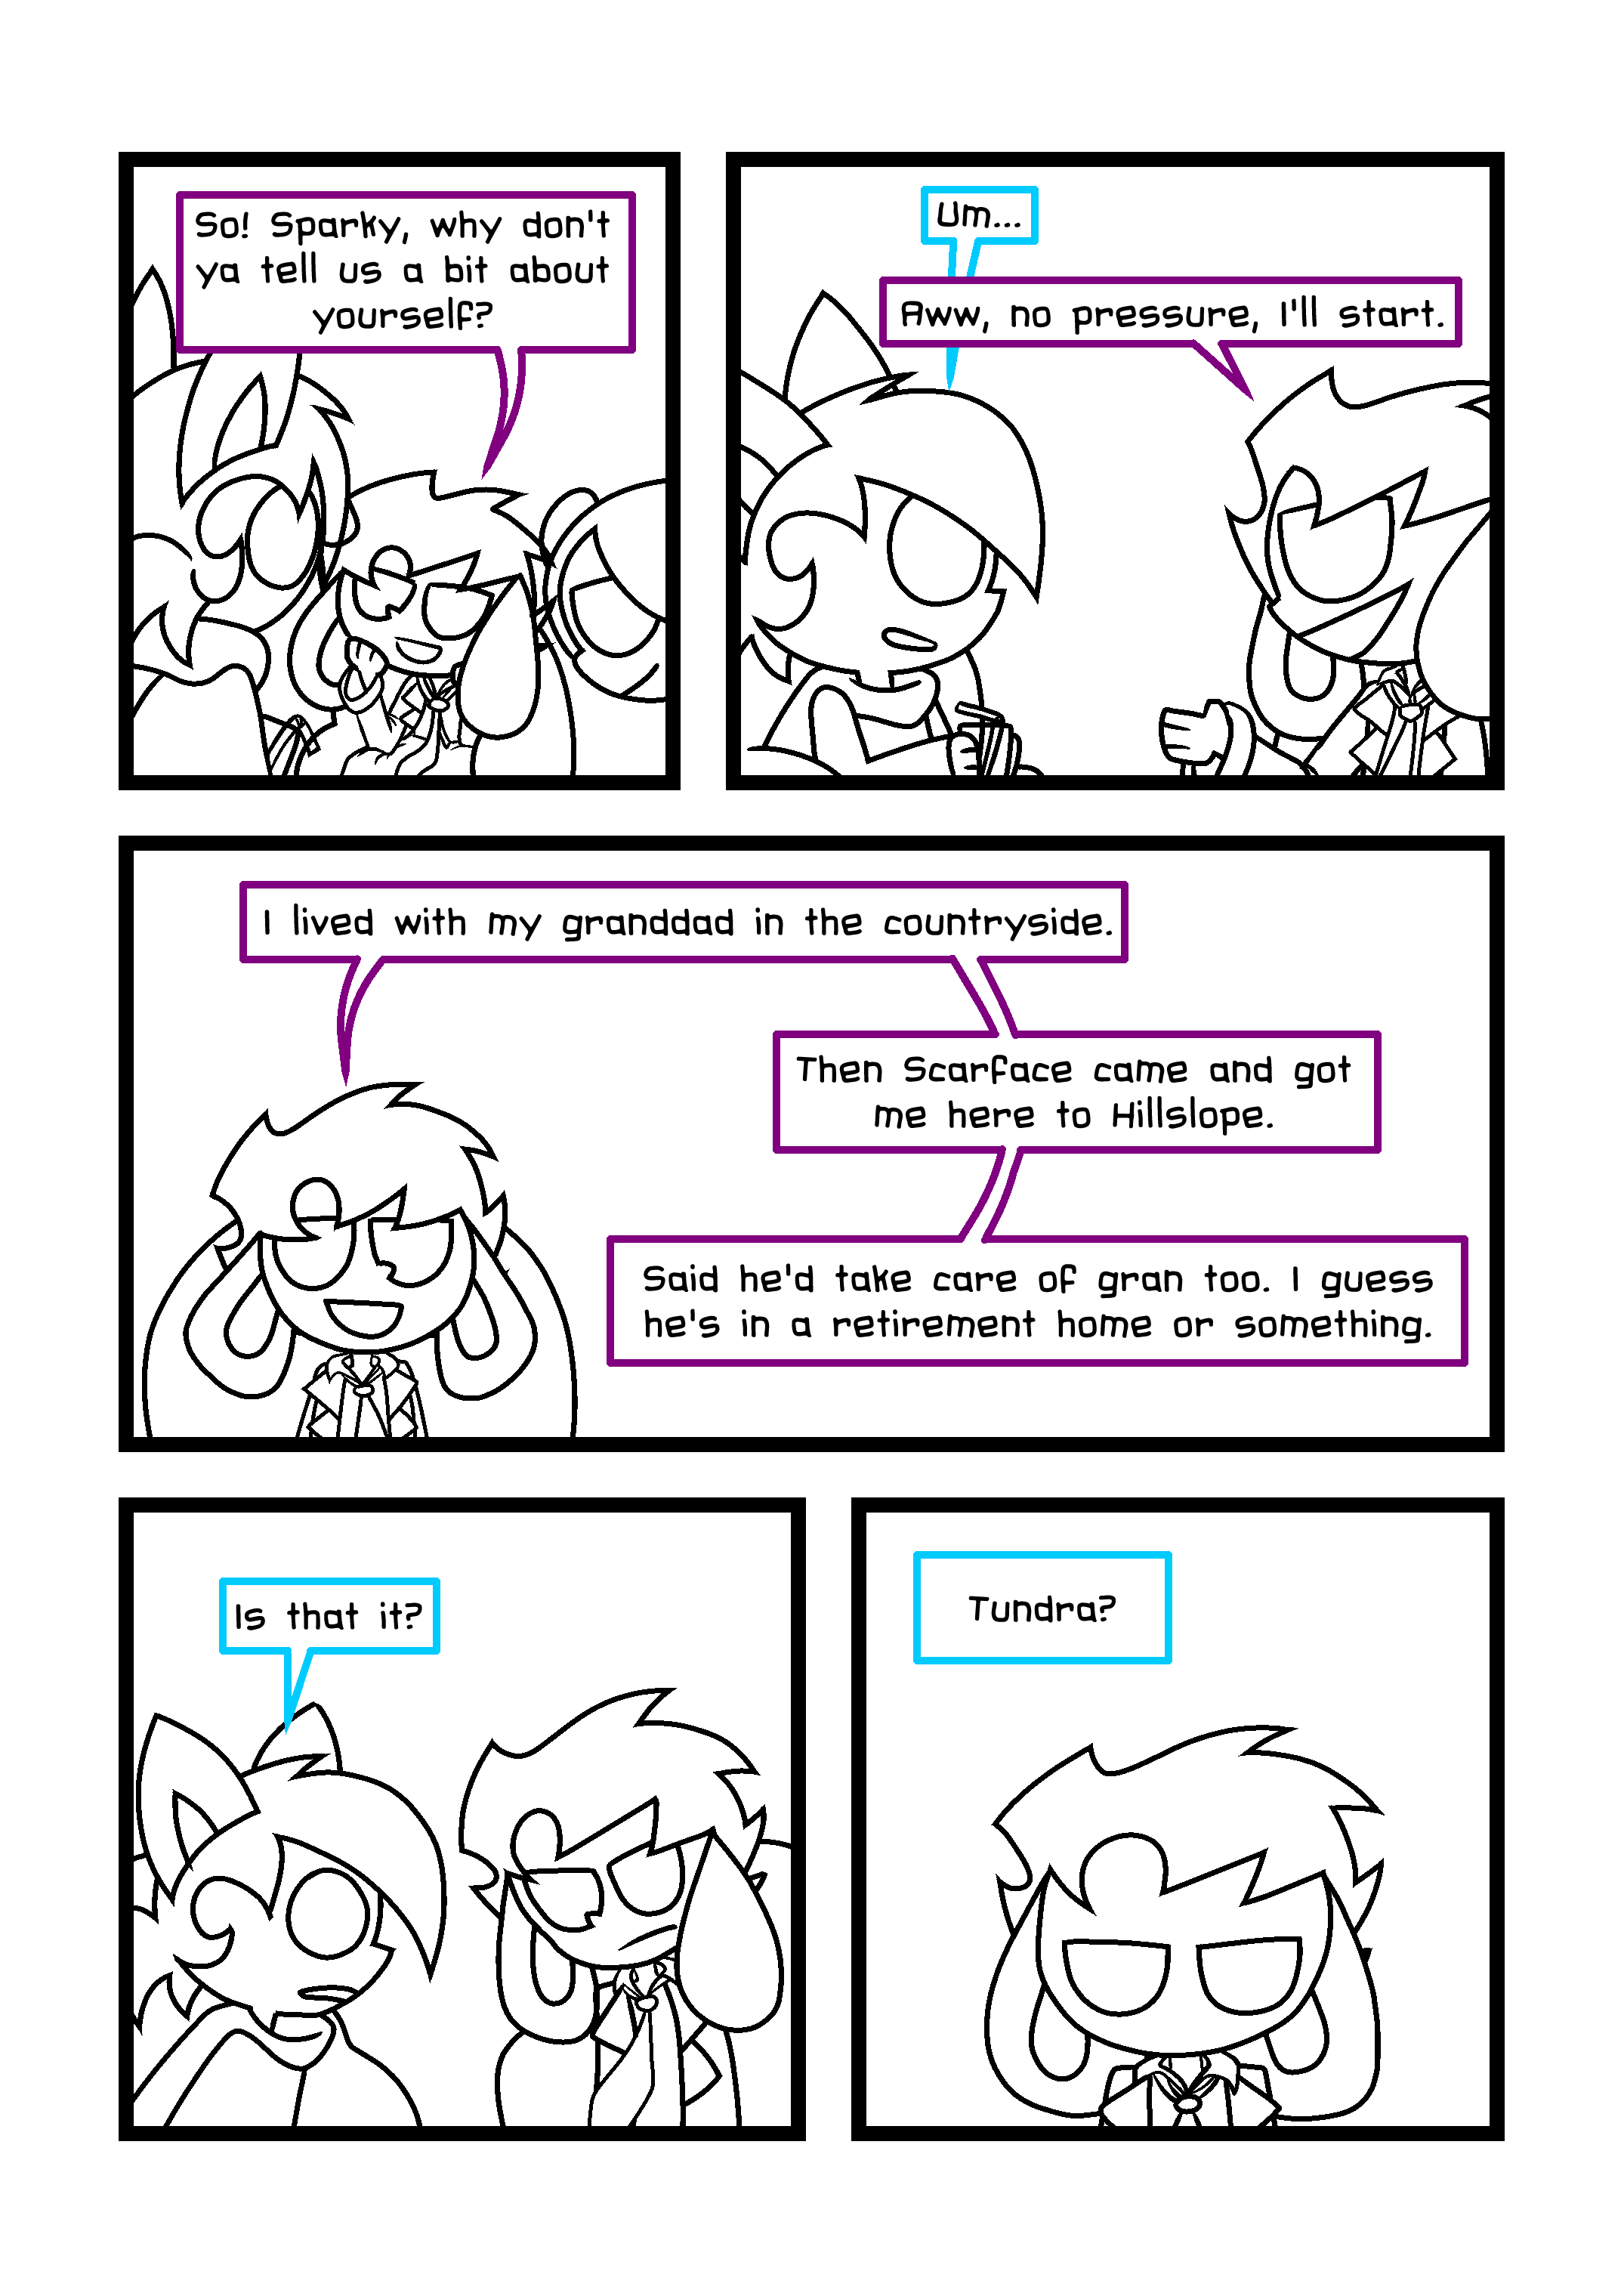 So! Sparky, why don't
ya tell us a bit about
yourself?
Um...
Aww, no pressure, I'll start.
I lived with my granddad in the countryside.
Then Scarface came and got
me here to Hillslope.
Said he'd take care of gran too. I guess
he's in a retirement home or something.
Is that it?
Tundra?